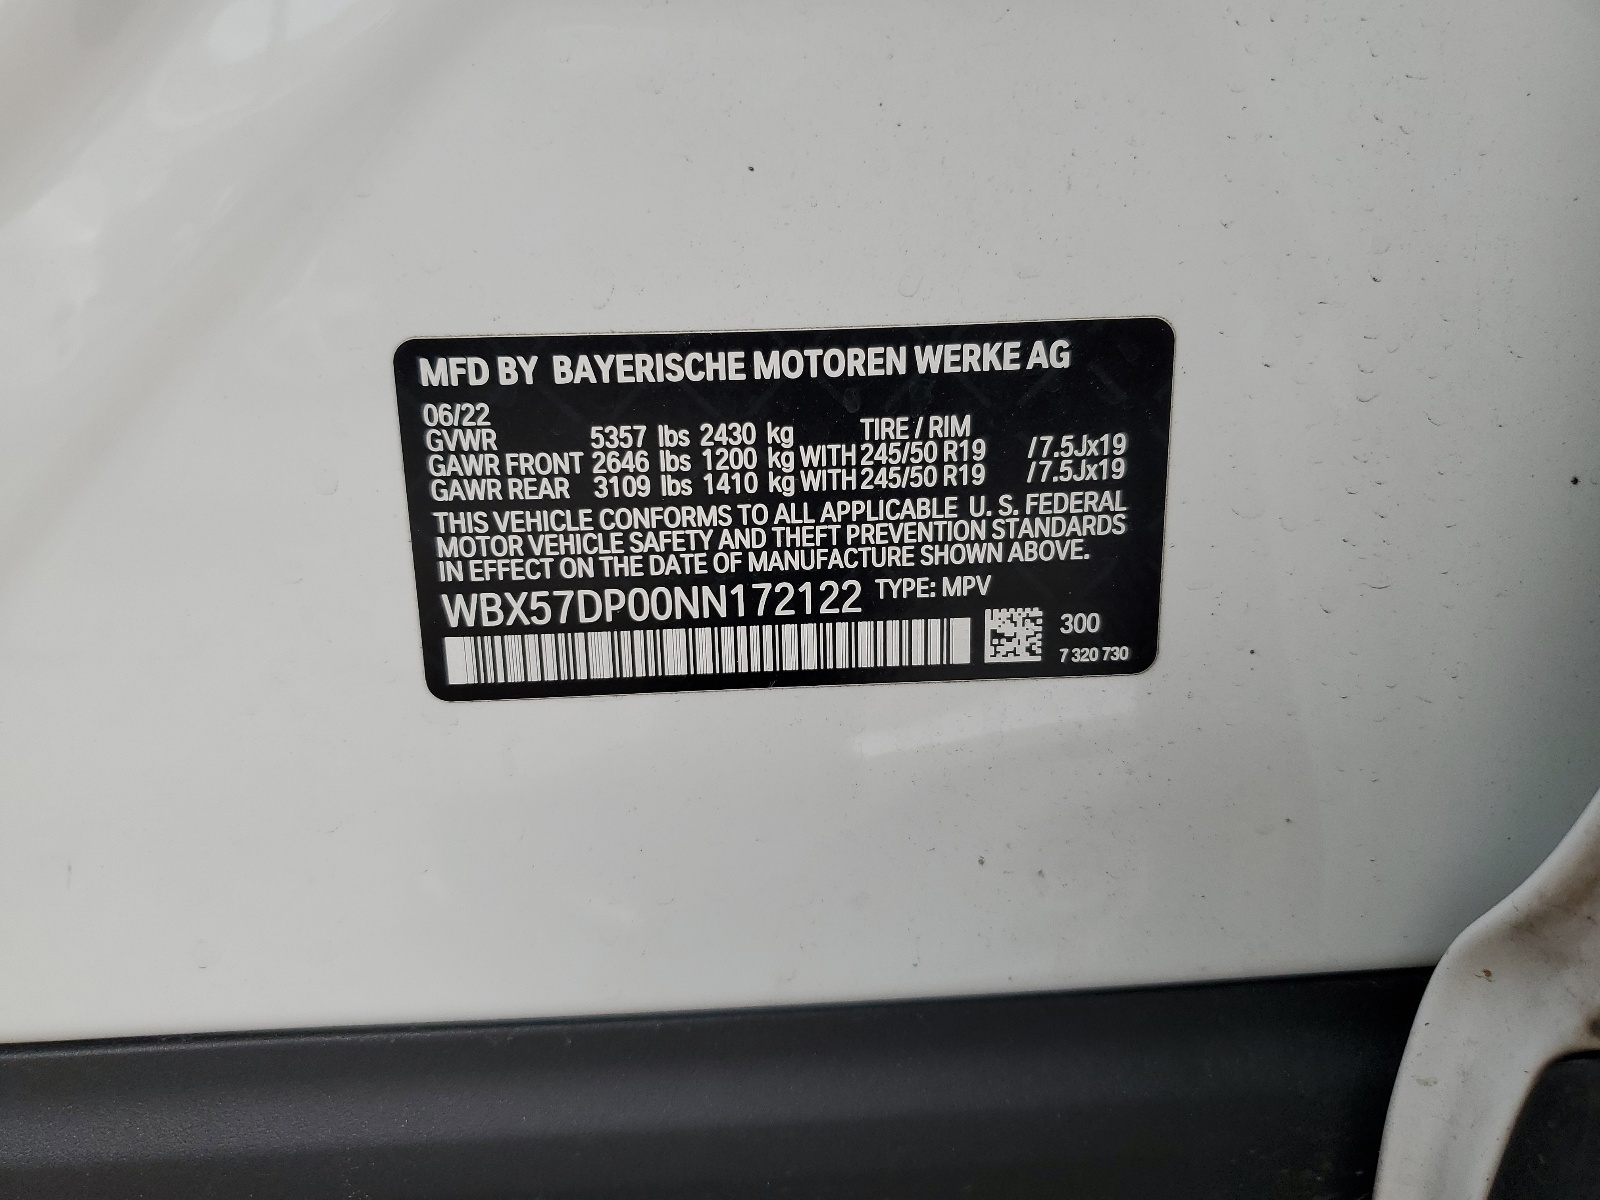 MFD BY BAYERISCHE MOTOREN WERKE AG
06/22
GVWR 5357 lbs 2430 kg TIRE / RIM
GAWR FRONT 2646 lbs 1200 kg WITH 245/50 R19 /7.5Jx19
GAWR REAR 3109 lbs 1410 kg WITH 245/50 R19 /7.5Jx19
THIS VEHICLE CONFORMS TO ALL APPLICABLE U. S. FEDERAL
MOTOR VEHICLE SAFETY AND THEFT PREVENTION STANDARDS
IN EFFECT ON THE DATE OF MANUFACTURE SHOWN ABOVE.
WBX57DP00NN172122 TYPE: MPV
300
7 320 730